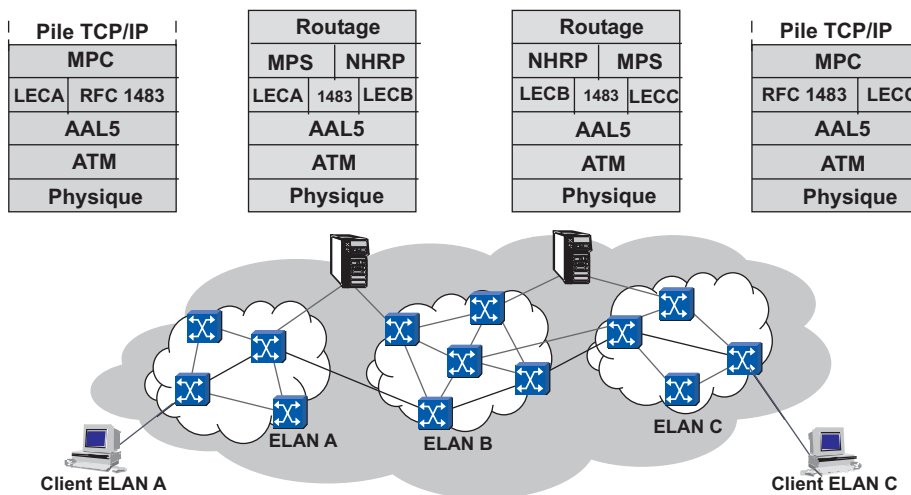 Pile TCP/IP
MPC
LECA RFC 1483
AAL5
ATM
Physique
Routage
MPS NHRP
LECA 1483 LECB
AAL5
ATM
Physique
Routage
NHRP MPS
LECB 1483 LECC
AAL5
ATM
Physique
Pile TCP/IP
MPC
RFC 1483 LECC
AAL5
ATM
Physique
ELAN A
ELAN B
ELAN C
Client ELAN A
Client ELAN C